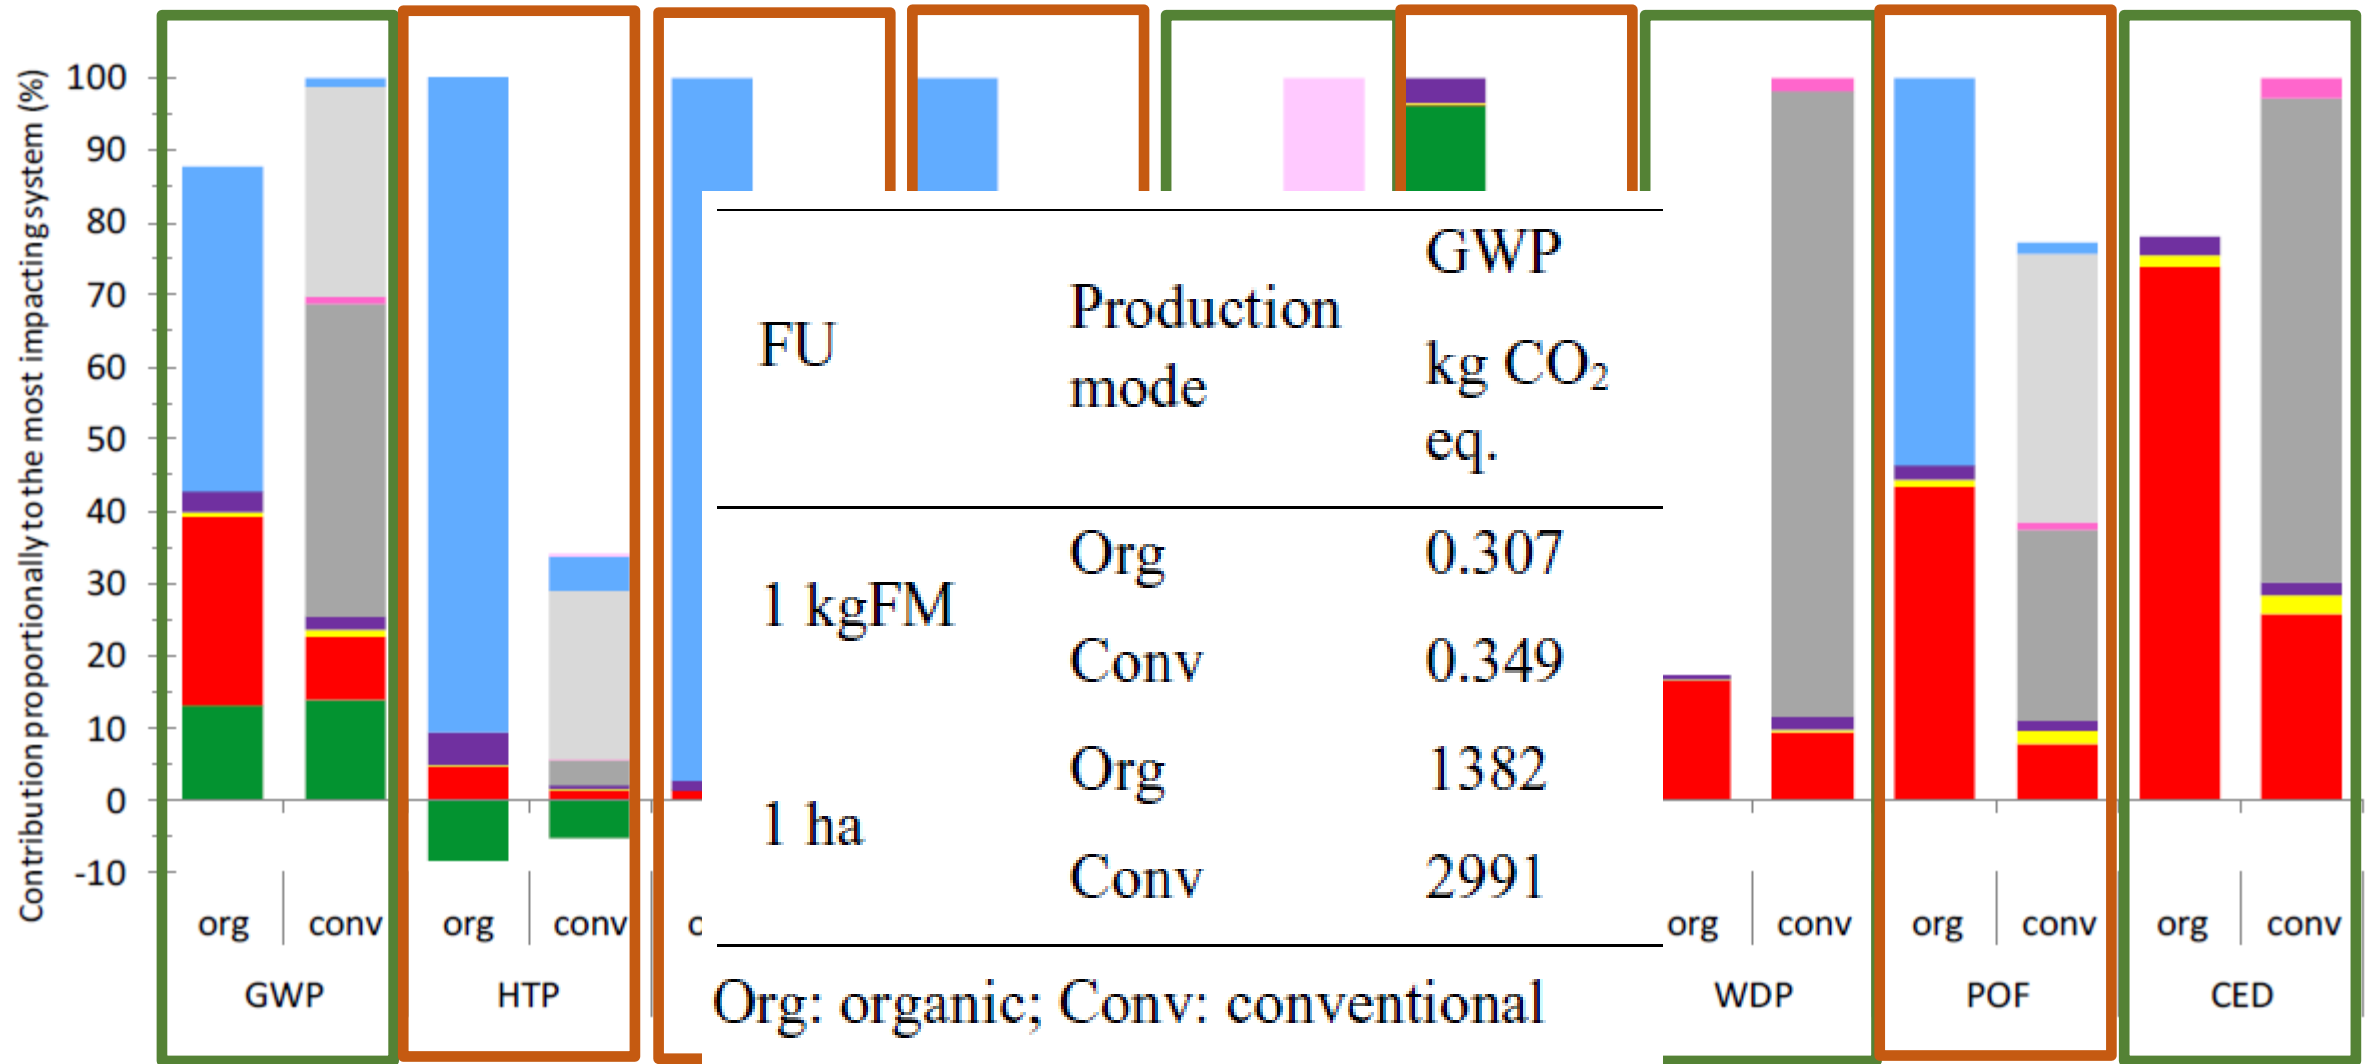 Contribution proportionally to the most impacting system (%)
100
90
80
70
60
50
40
30
20
10
0
-10
org conv org conv
GWP HTP
FU Production mode GWP kg CO₂ eq.
1 kgFM Org 0.307
Conv 0.349
1 ha Org 1382
Conv 2991
Org: organic; Conv: conventional
org conv org conv org conv
WDP POF CED